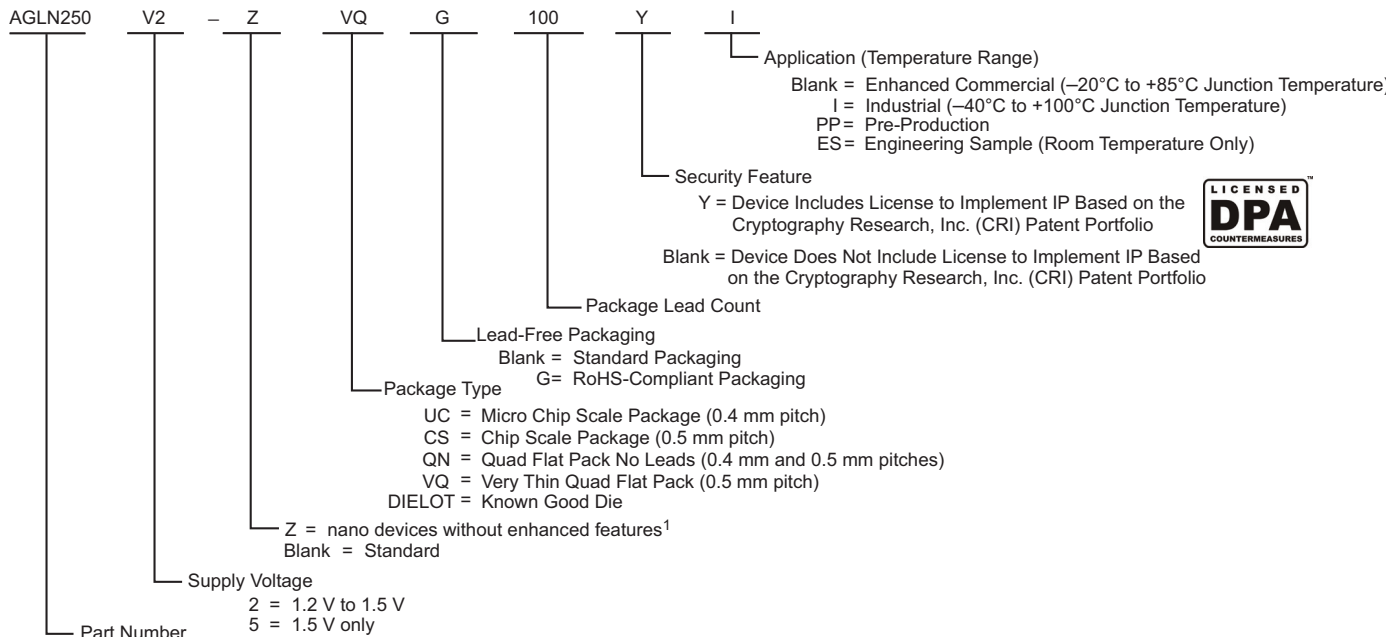 AGLN250 V2 – Z VQ G 100 Y I
Application (Temperature Range)
Blank = Enhanced Commercial (–20°C to +85°C Junction Temperature)
I = Industrial (–40°C to +100°C Junction Temperature)
PP= Pre-Production
ES= Engineering Sample (Room Temperature Only)
Security Feature
Y = Device Includes License to Implement IP Based on the
Cryptography Research, Inc. (CRI) Patent Portfolio
Blank = Device Does Not Include License to Implement IP Based
on the Cryptography Research, Inc. (CRI) Patent Portfolio
LICENSED ™
DPA
COUNTERMEASURES
Package Lead Count
Lead-Free Packaging
Blank = Standard Packaging
G= RoHS-Compliant Packaging
Package Type
UC = Micro Chip Scale Package (0.4 mm pitch)
CS = Chip Scale Package (0.5 mm pitch)
QN = Quad Flat Pack No Leads (0.4 mm and 0.5 mm pitches)
VQ = Very Thin Quad Flat Pack (0.5 mm pitch)
DIELOT = Known Good Die
Z = nano devices without enhanced features1
Blank = Standard
Supply Voltage
2 = 1.2 V to 1.5 V
5 = 1.5 V only
Part Number